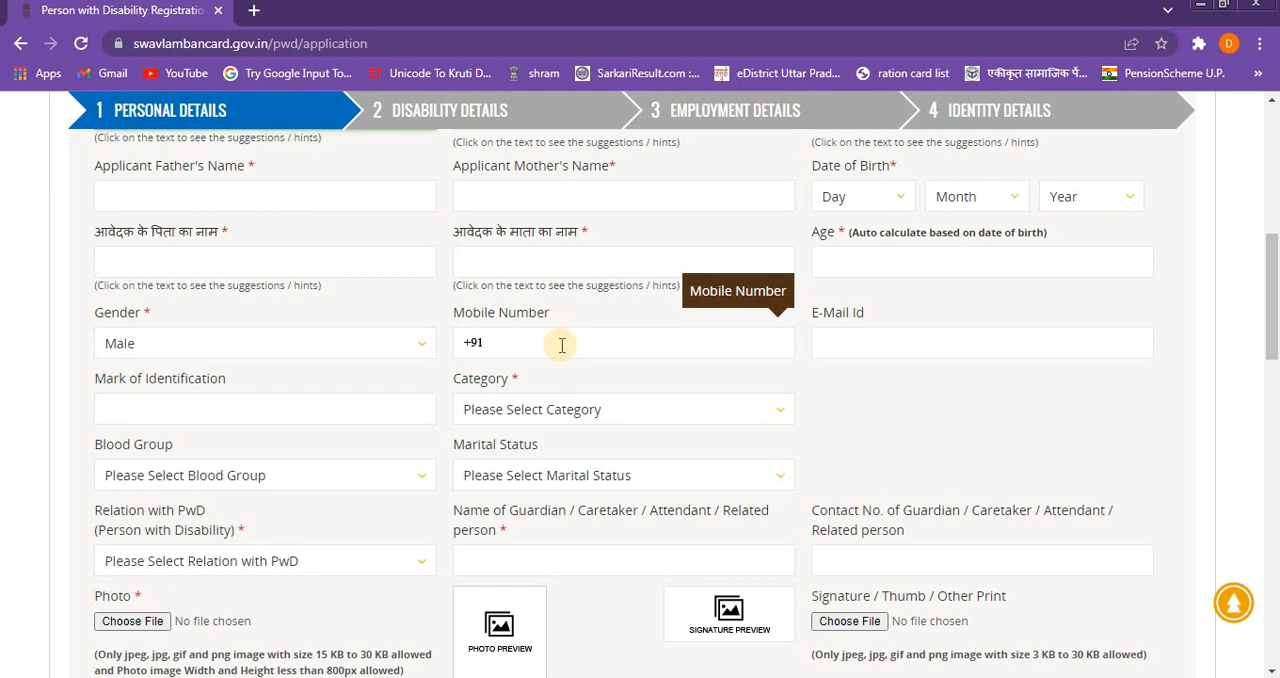 Person with Disability Registratio
swavlambancard.gov.in/pwd/application
D
Apps Gmail YouTube Try Google Input To... Unicode To Kruti D... shram SarkariResult.com :... eDistrict Uttar Prad... ration card list एकीकृत सामाजिक पें... PensionScheme U.P. »
1 PERSONAL DETAILS 2 DISABILITY DETAILS 3 EMPLOYMENT DETAILS 4 IDENTITY DETAILS
(Click on the text to see the suggestions / hints) (Click on the text to see the suggestions / hints) (Click on the text to see the suggestions / hints)
Applicant Father's Name * Applicant Mother's Name* Date of Birth*
Day Month Year
आवेदक के पिता का नाम * आवेदक के माता का नाम * Age * (Auto calculate based on date of birth)
(Click on the text to see the suggestions / hints) (Click on the text to see the suggestions / hints) Mobile Number
Gender * Mobile Number E-Mail Id
Male +91
Mark of Identification Category *
Please Select Category
Blood Group Marital Status
Please Select Blood Group Please Select Marital Status
Relation with PwD Name of Guardian / Caretaker / Attendant / Related Contact No. of Guardian / Caretaker / Attendant /
(Person with Disability) * person * Related person
Please Select Relation with PwD
Photo * Signature / Thumb / Other Print
Choose File No file chosen Choose File No file chosen
SIGNATURE PREVIEW
PHOTO PREVIEW
(Only jpeg, jpg, gif and png image with size 15 KB to 30 KB allowed (Only jpeg, jpg, gif and png image with size 3 KB to 30 KB allowed)
and Photo image Width and Height less than 800px allowed)